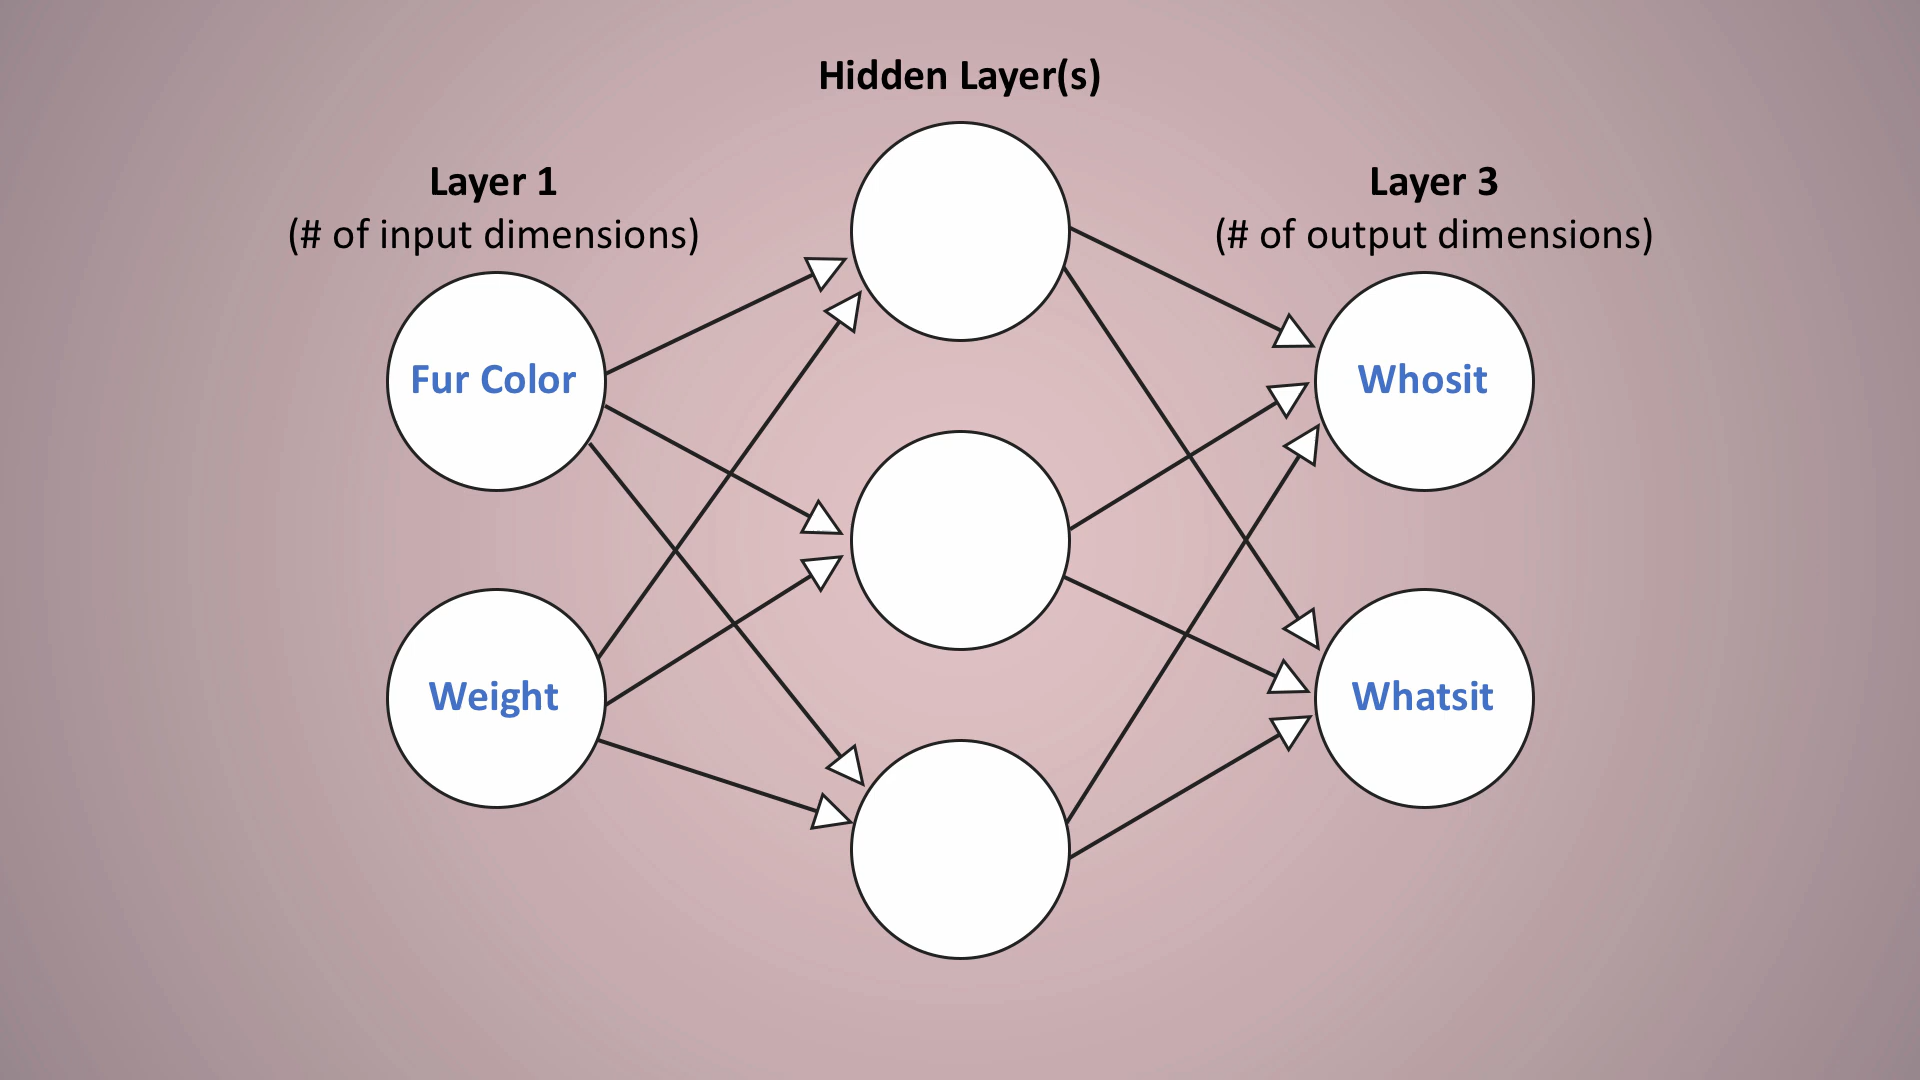 Hidden Layer(s)
Layer 1
(# of input dimensions)
Layer 3
(# of output dimensions)
Fur Color
Whosit
Weight
Whatsit